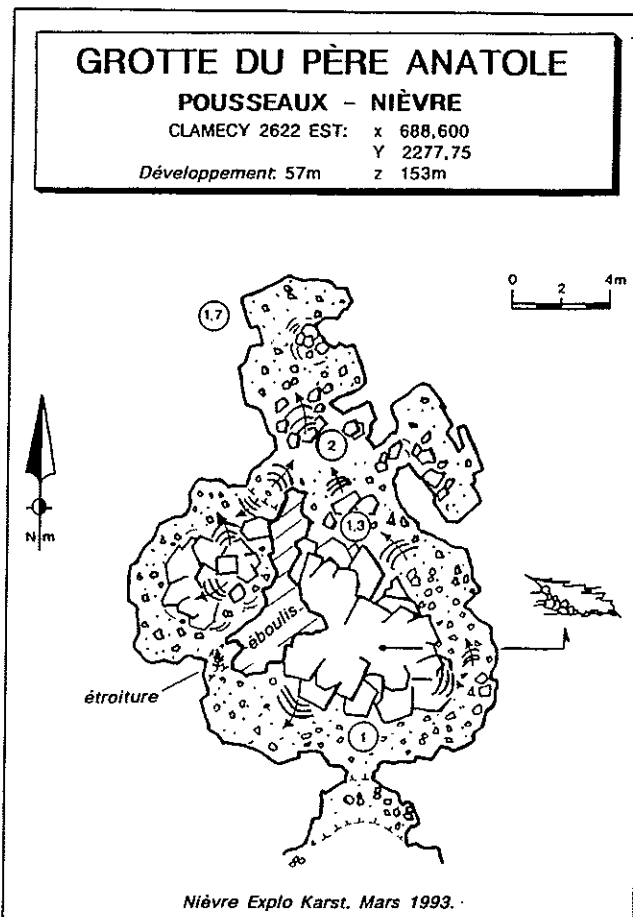 GROTTE DU PÈRE ANATOLE
POUSSEAUX - NIÈVRE
CLAMECY 2622 EST: x 688,600
Y 2277,75
Développement: 57m z 153m
0 2 4m
1,7
2
1,3
N m
éboulis
étroiture
1
Nièvre Explo Karst. Mars 1993.